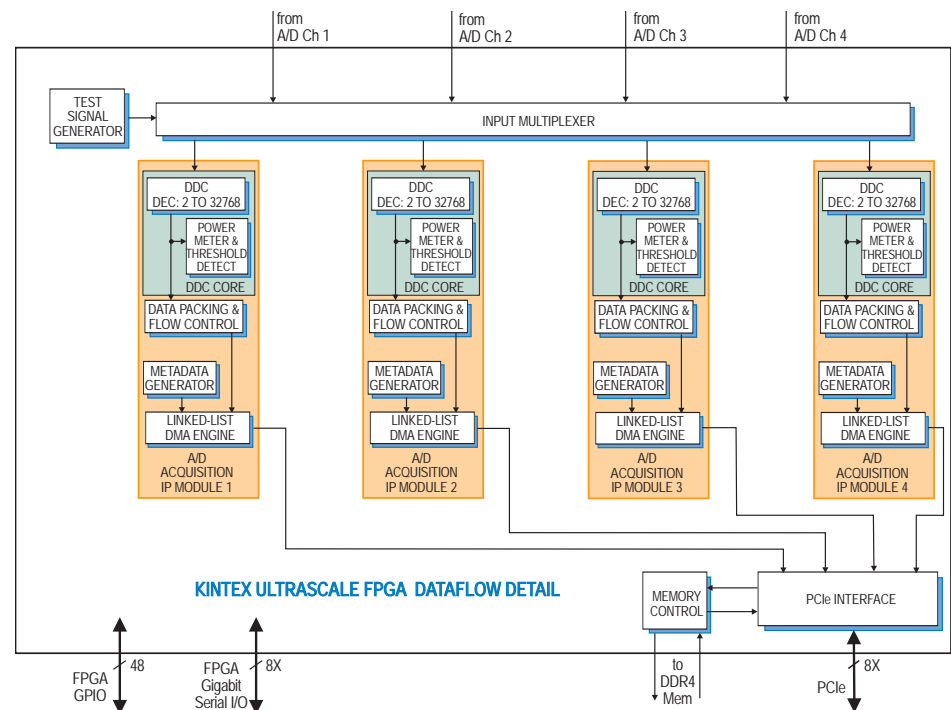 from
A/D Ch 1
from
A/D Ch 2
from
A/D Ch 3
from
A/D Ch 4
TEST
SIGNAL
GENERATOR
INPUT MULTIPLEXER
DDC
DEC: 2 TO 32768
POWER
METER &
THRESHOLD
DETECT
DDC CORE
DATA PACKING &
FLOW CONTROL
METADATA
GENERATOR
LINKED-LIST
DMA ENGINE
A/D
ACQUISITION
IP MODULE 1
DDC
DEC: 2 TO 32768
POWER
METER &
THRESHOLD
DETECT
DDC CORE
DATA PACKING &
FLOW CONTROL
METADATA
GENERATOR
LINKED-LIST
DMA ENGINE
A/D
ACQUISITION
IP MODULE 2
DDC
DEC: 2 TO 32768
POWER
METER &
THRESHOLD
DETECT
DDC CORE
DATA PACKING &
FLOW CONTROL
METADATA
GENERATOR
LINKED-LIST
DMA ENGINE
A/D
ACQUISITION
IP MODULE 3
DDC
DEC: 2 TO 32768
POWER
METER &
THRESHOLD
DETECT
DDC CORE
DATA PACKING &
FLOW CONTROL
METADATA
GENERATOR
LINKED-LIST
DMA ENGINE
A/D
ACQUISITION
IP MODULE 4
KINTEX ULTRASCALE FPGA DATAFLOW DETAIL
MEMORY
CONTROL
PCIe INTERFACE
48
FPGA
GPIO
8X
FPGA
Gigabit
Serial I/O
to
DDR4
Mem
8X
PCIe